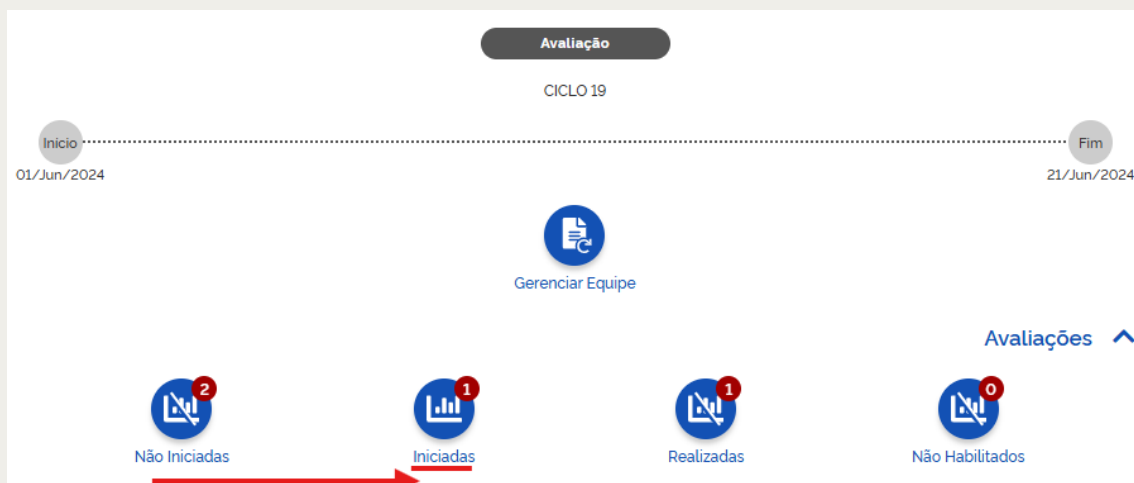 Avaliação
CICLO 19
Início
Fim
01/Jun/2024
21/Jun/2024
Gerenciar Equipe
Avaliações
2
1
1
0
Não Iniciadas
Iniciadas
Realizadas
Não Habilitados